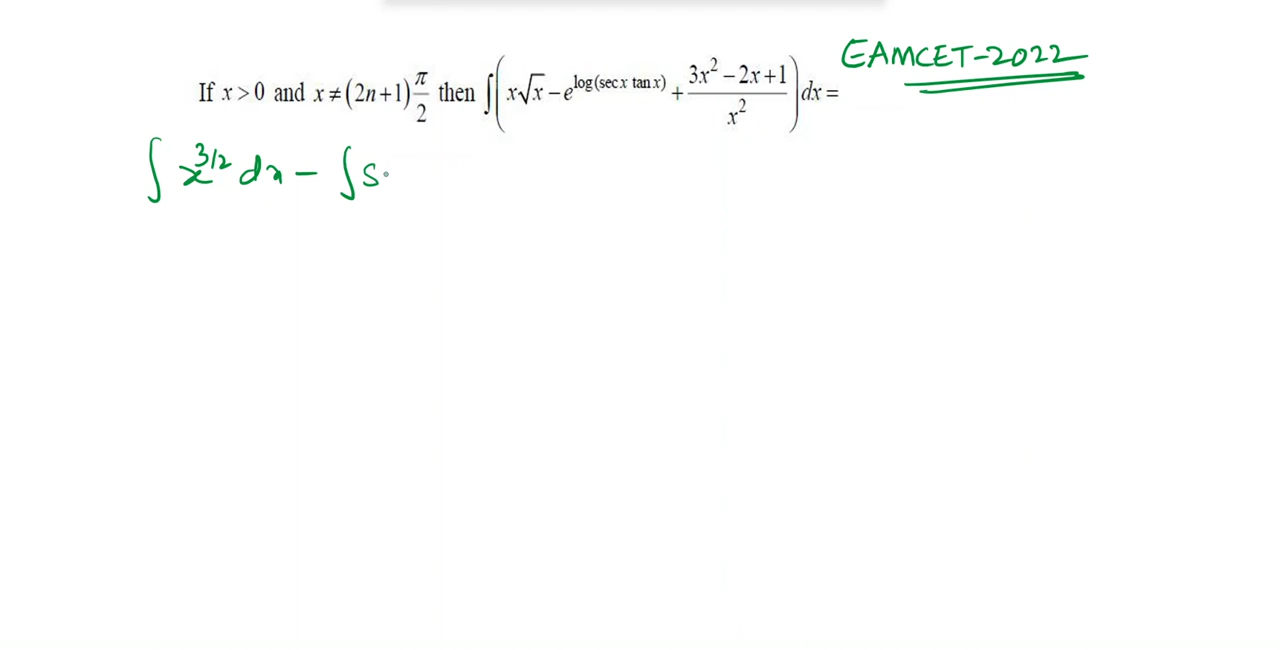 EAMCET-2022
If x > 0 and x ≠ (2n+1) π/2 then ∫(x√x − e^log(sec x tan x) + (3x² − 2x + 1)/x²) dx =
∫ x^3/2 dx − ∫ s